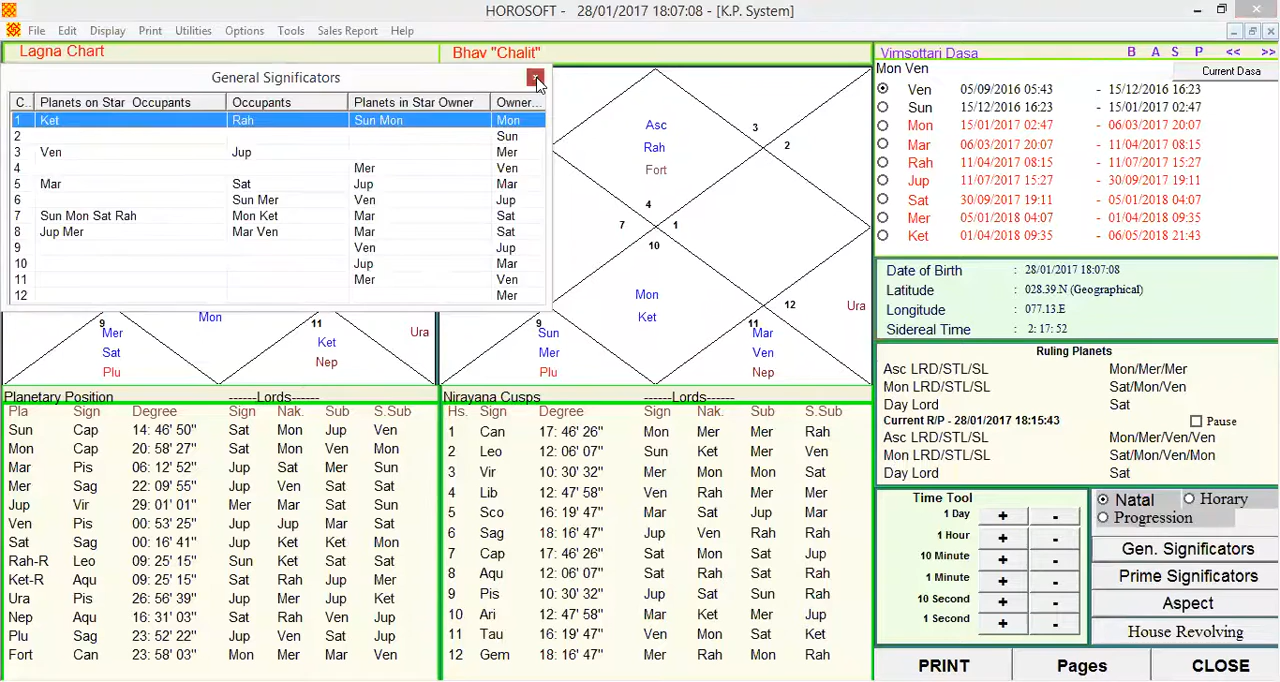 HOROSOFT - 28/01/2017 18:07:08 - [K.P. System]
File Edit Display Print Utilities Options Tools Sales Report Help
Lagna Chart
Bhav "Chalit"
Vimsottari Dasa B A S P << >>
Mon Ven Current Dasa
General Significators
C.. Planets on Star Occupants Occupants Planets in Star Owner Owner...
1 Ket Rah Sun Mon Mon
2 Sun
3 Ven Jup Mer
4 Mer Ven
5 Mar Sat Jup Mar
6 Sun Mer Ven Jup
7 Sun Mon Sat Rah Mon Ket Mar Sat
8 Jup Mer Mar Ven Mar Sat
9 Ven Jup
10 Jup Mar
11 Mer Ven
12 Mer
Mon
9
Mer
Sat
Plu
11
Ket
Nep
Ura
Asc
Rah
Fort
3
2
4
7 1
10
Mon
Ket
12
Ura
9
Sun
Mer
Plu
11
Mar
Ven
Nep
Ven 05/09/2016 05:43 - 15/12/2016 16:23
Sun 15/12/2016 16:23 - 15/01/2017 02:47
Mon 15/01/2017 02:47 - 06/03/2017 20:07
Mar 06/03/2017 20:07 - 11/04/2017 08:15
Rah 11/04/2017 08:15 - 11/07/2017 15:27
Jup 11/07/2017 15:27 - 30/09/2017 19:11
Sat 30/09/2017 19:11 - 05/01/2018 04:07
Mer 05/01/2018 04:07 - 01/04/2018 09:35
Ket 01/04/2018 09:35 - 06/05/2018 21:43
Date of Birth : 28/01/2017 18:07:08
Latitude : 028.39.N (Geographical)
Longitude : 077.13.E
Sidereal Time : 2: 17: 52
Ruling Planets
Asc LRD/STL/SL Mon/Mer/Mer
Mon LRD/STL/SL Sat/Mon/Ven
Day Lord Sat
Current R/P - 28/01/2017 18:15:43 Pause
Asc LRD/STL/SL Mon/Mer/Ven/Ven
Mon LRD/STL/SL Sat/Mon/Ven/Mon
Day Lord Sat
Planetary Position ------Lords------
Pla Sign Degree Sign Nak. Sub S.Sub
Sun Cap 14: 46' 50" Sat Mon Jup Ven
Mon Cap 20: 58' 27" Sat Mon Ven Mon
Mar Pis 06: 12' 52" Jup Sat Mer Sun
Mer Sag 22: 09' 55" Jup Ven Sat Sat
Jup Vir 29: 01' 01" Mer Mar Sat Sun
Ven Pis 00: 53' 25" Jup Jup Mar Sun
Sat Sag 00: 16' 41" Jup Ket Ket Mon
Rah-R Leo 09: 25' 15" Sun Ket Sat Sat
Ket-R Aqu 09: 25' 15" Sat Rah Jup Mer
Ura Pis 26: 56' 39" Jup Mer Jup Ket
Nep Aqu 16: 31' 03" Sat Rah Ven Jup
Plu Sag 23: 52' 22" Jup Ven Sat Jup
Fort Can 23: 58' 03" Mon Mer Mar Ven
Nirayana Cusps ------Lords------
Hs. Sign Degree Sign Nak. Sub S.Sub
1 Can 17: 46' 26" Mon Mer Mer Rah
2 Leo 12: 06' 07" Sun Ket Mer Ven
3 Vir 10: 30' 32" Mer Mon Mon Sat
4 Lib 12: 47' 58" Ven Rah Mer Mar
5 Sco 16: 19' 47" Mar Sat Jup Mar
6 Sag 18: 16' 47" Jup Ven Rah Rah
7 Cap 17: 46' 26" Sat Mon Sat Jup
8 Aqu 12: 06' 07" Sat Rah Sat Rah
9 Pis 10: 30' 32" Jup Sat Sun Rah
10 Ari 12: 47' 58" Mar Ket Mer Jup
11 Tau 16: 19' 47" Ven Mon Sat Ket
12 Gem 18: 16' 47" Mer Rah Mon Rah
Time Tool
1 Day + -
1 Hour + -
10 Minute + -
1 Minute + -
10 Second + -
1 Second + -
Natal Horary
Progression
Gen. Significators
Prime Significators
Aspect
House Revolving
PRINT Pages CLOSE